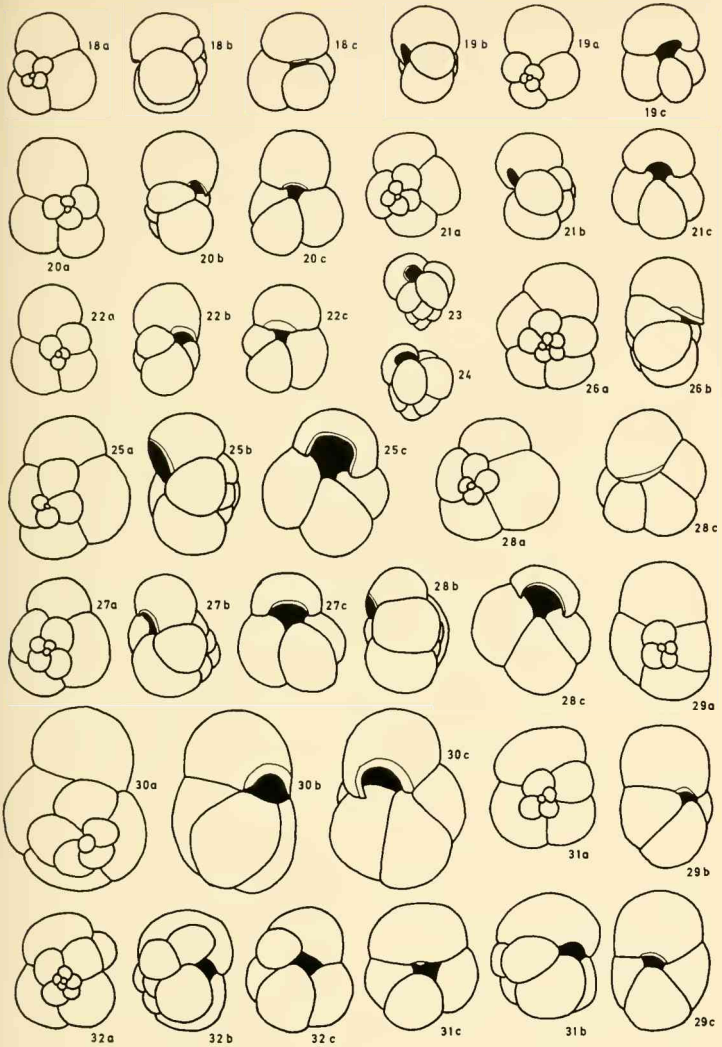 18a 18b 18c 19b 19a
19c
20a 20b 20c 21a 21b 21c
22a 22b 22c 23 24 26a 26b
25a 25b 25c 28a 28c
27a 27b 27c 28b 28c 29a
30a 30b 30c 31a 29b
32a 32b 32c 31c 31b 29c